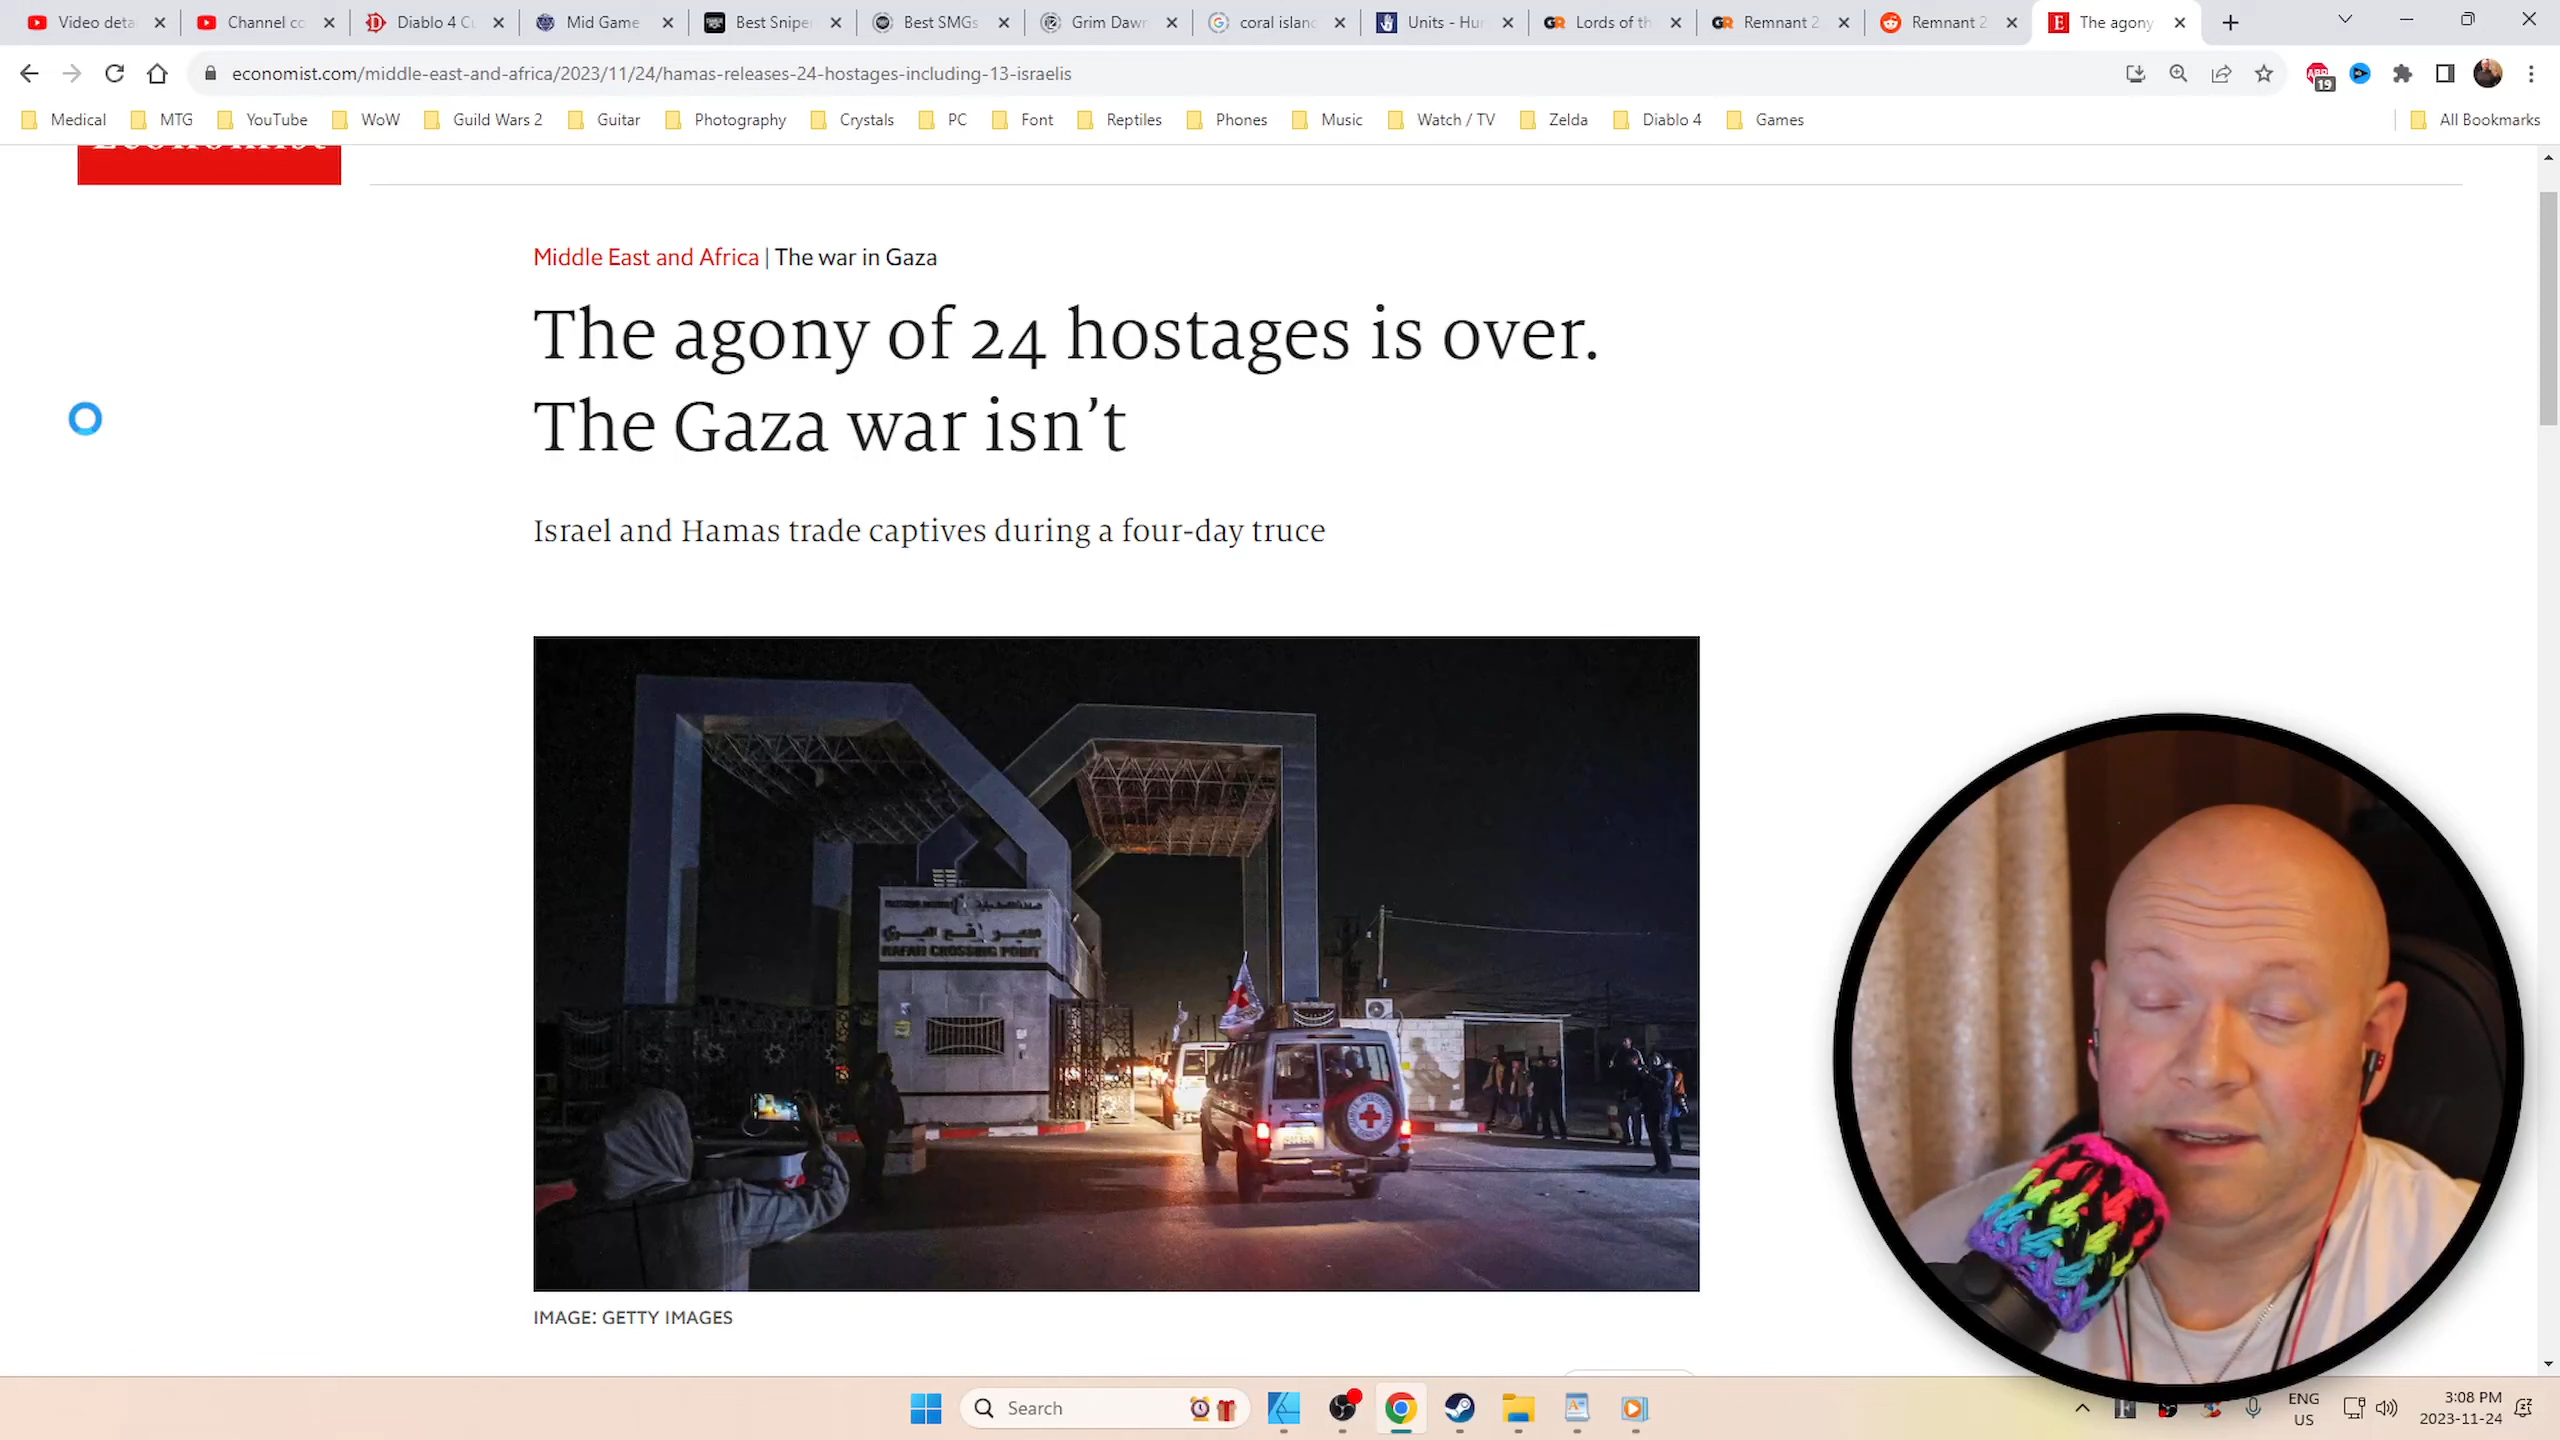 Video deta
Channel co
Diablo 4 Cu
Mid Game
Best Snipe
Best SMGs
Grim Dawn
coral island
Units - Hu
Lords of th
Remnant 2
Remnant 2
The agony
economist.com/middle-east-and-africa/2023/11/24/hamas-releases-24-hostages-including-13-israelis
19
Medical MTG YouTube WoW Guild Wars 2 Guitar Photography Crystals PC Font Reptiles Phones Music Watch / TV Zelda Diablo 4 Games All Bookmarks
Economist
Middle East and Africa | The war in Gaza
The agony of 24 hostages is over.
The Gaza war isn’t
Israel and Hamas trade captives during a four-day truce
RAFAH CROSSING POINT
IMAGE: GETTY IMAGES
Search
ENG
US
3:08 PM
2023-11-24